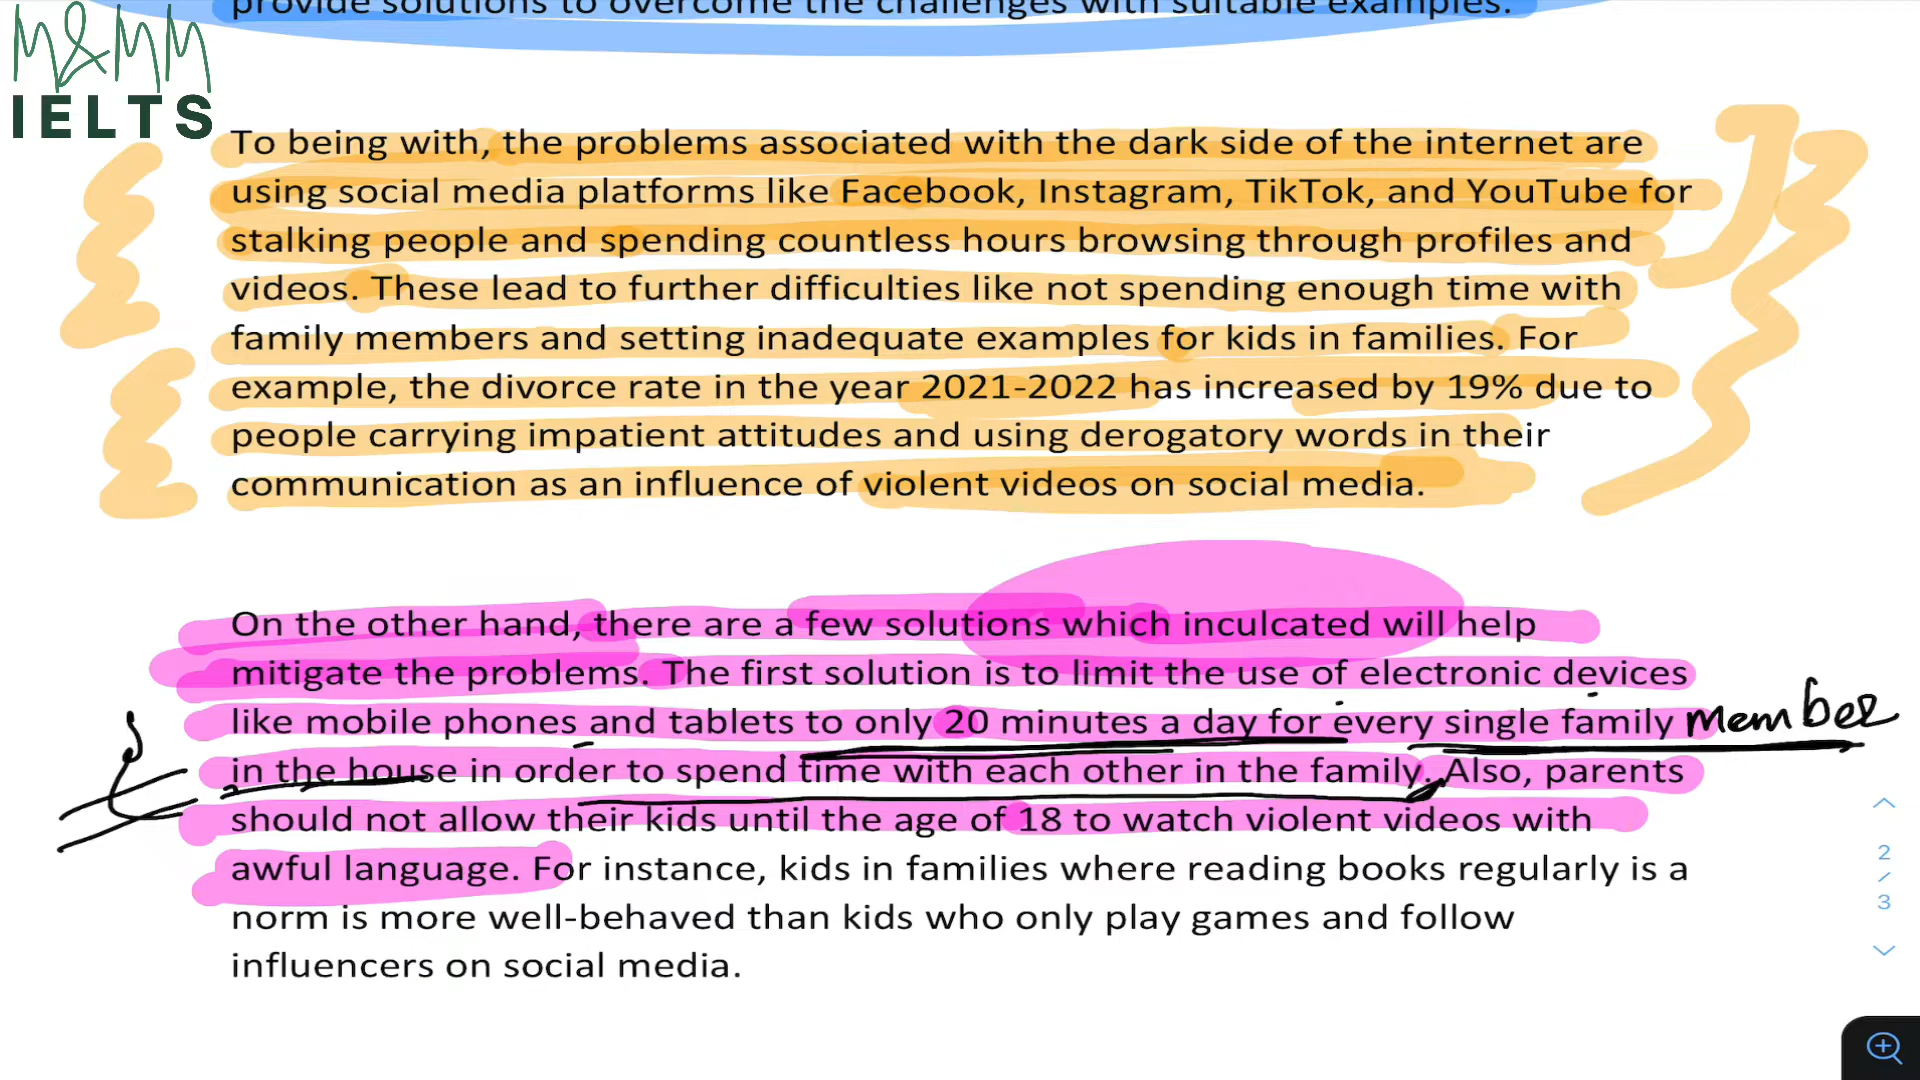 provide solutions to overcome the challenges with suitable examples.
M&MM
IELTS
To being with, the problems associated with the dark side of the internet are
using social media platforms like Facebook, Instagram, TikTok, and YouTube for
stalking people and spending countless hours browsing through profiles and
videos. These lead to further difficulties like not spending enough time with
family members and setting inadequate examples for kids in families. For
example, the divorce rate in the year 2021-2022 has increased by 19% due to
people carrying impatient attitudes and using derogatory words in their
communication as an influence of violent videos on social media.
On the other hand, there are a few solutions which inculcated will help
mitigate the problems. The first solution is to limit the use of electronic devices
like mobile phones and tablets to only 20 minutes a day for every single family member
in the house in order to spend time with each other in the family. Also, parents
should not allow their kids until the age of 18 to watch violent videos with
awful language. For instance, kids in families where reading books regularly is a
norm is more well-behaved than kids who only play games and follow
influencers on social media.
2
/
3